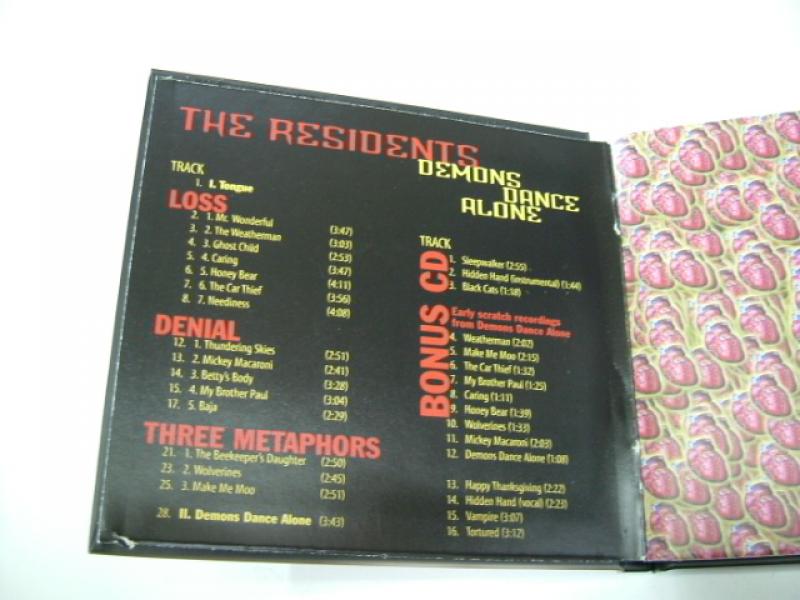 THE RESIDENTS
DEMONS
DANCE
ALONE
TRACK
1. I. Tongue
LOSS
2. 1. Mr. Wonderful (3:47)
3. 2. The Weatherman (3:03)
4. 3. Ghost Child (2:53)
5. 4. Caring (3:47)
6. 5. Honey Bear (4:11)
7. 6. The Car Thief (3:56)
8. 7. Neediness (4:08)
DENIAL
12. 1. Thundering Skies (2:51)
13. 2. Mickey Macaroni (2:41)
14. 3. Betty's Body (3:28)
15. 4. My Brother Paul (3:04)
17. 5. Baja (2:29)
THREE METAPHORS
21. 1. The Beekeeper's Daughter (2:50)
23. 2. Wolverines (2:45)
25. 3. Make Me Moo (2:51)
28. II. Demons Dance Alone (3:43)
TRACK
BONUS CD
1. Sleepwalker (2:55)
2. Hidden Hand (instrumental) (1:44)
3. Black Cats (1:18)
Early scratch recordings
from Demons Dance Alone
4. Weatherman (2:02)
5. Make Me Moo (2:15)
6. The Car Thief (1:32)
7. My Brother Paul (1:25)
8. Caring (1:11)
9. Honey Bear (1:39)
10. Wolverines (1:33)
11. Mickey Macaroni (2:03)
12. Demons Dance Alone (1:08)
13. Happy Thanksgiving (2:22)
14. Hidden Hand (vocal) (2:23)
15. Vampire (3:07)
16. Tortured (3:12)